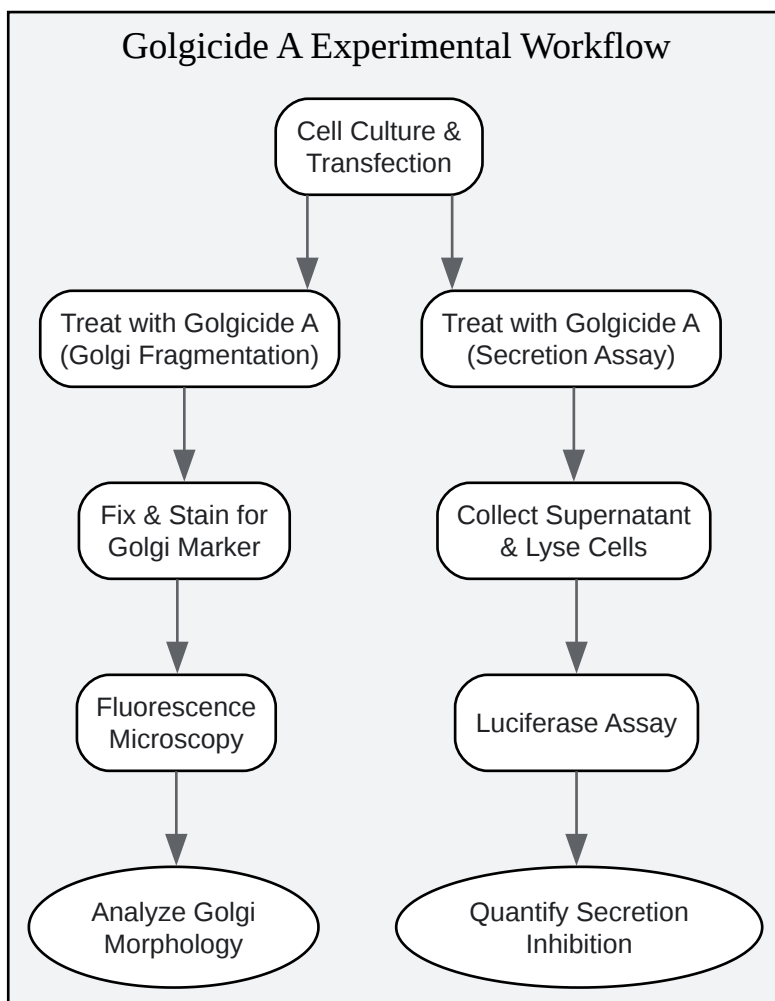 Golgicide A Experimental Workflow
Cell Culture &
Transfection
Treat with Golgicide A
(Golgi Fragmentation)
Treat with Golgicide A
(Secretion Assay)
Fix & Stain for
Golgi Marker
Collect Supernatant
& Lyse Cells
Fluorescence
Microscopy
Luciferase Assay
Analyze Golgi
Morphology
Quantify Secretion
Inhibition